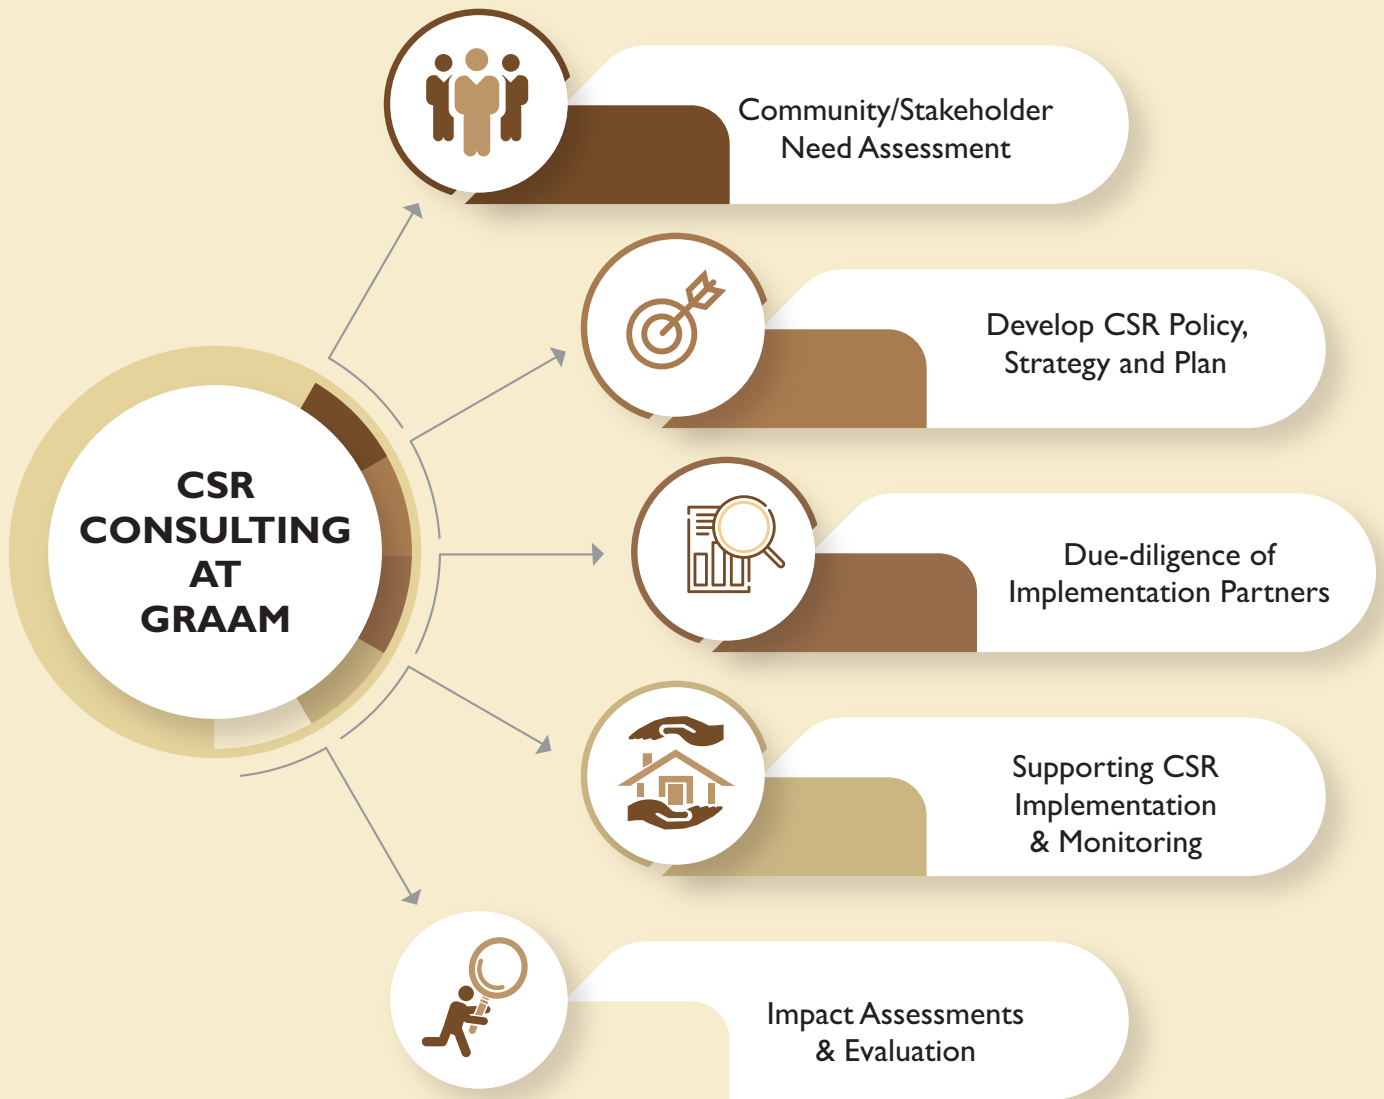 CSR
CONSULTING
AT
GRAAM
Community/Stakeholder
Need Assessment
Develop CSR Policy,
Strategy and Plan
Due-diligence of
Implementation Partners
Supporting CSR
Implementation
& Monitoring
Impact Assessments
& Evaluation